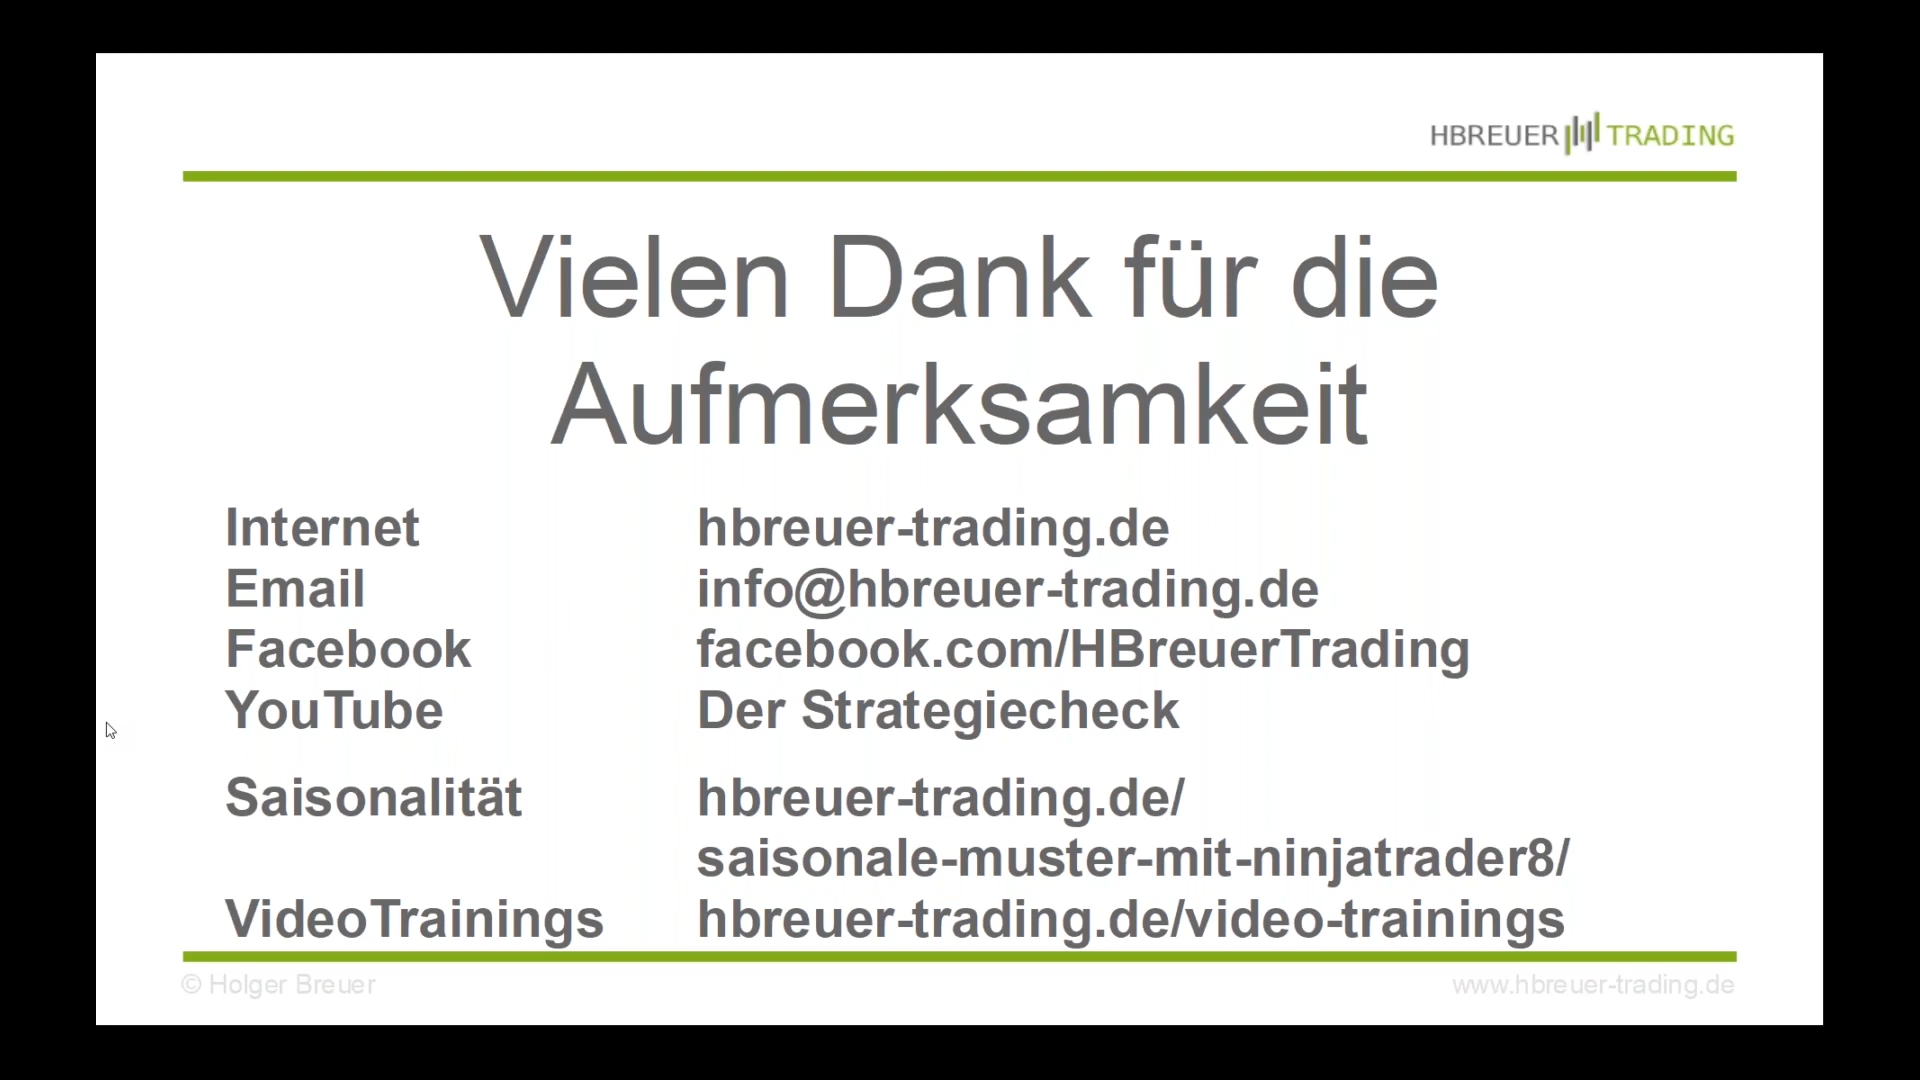 HBREUER TRADING
Vielen Dank für die
Aufmerksamkeit
Internet hbreuer-trading.de
Email info@hbreuer-trading.de
Facebook facebook.com/HBreuerTrading
YouTube Der Strategiecheck
Saisonalität hbreuer-trading.de/
saisonale-muster-mit-ninjatrader8/
VideoTrainings hbreuer-trading.de/video-trainings
© Holger Breuer www.hbreuer-trading.de